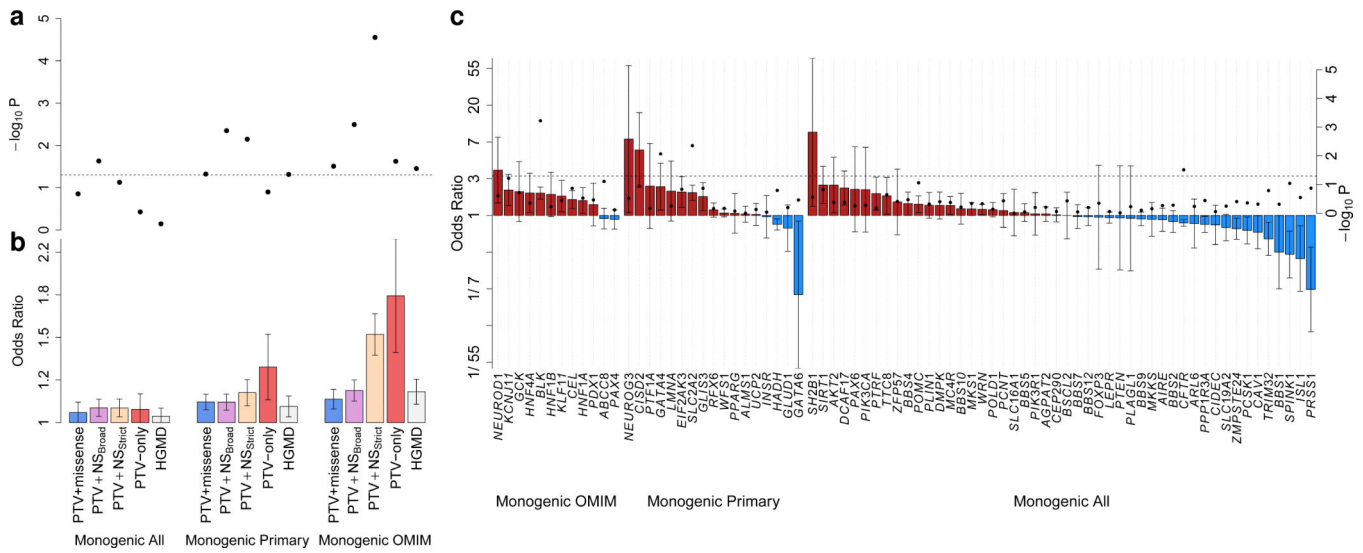 a
5
4
3
2
1
0
−log10 P
b
2.2
1.8
1.5
1.2
1
Odds Ratio
PTV+missense
PTV + NSBroad
PTV + NSStrict
PTV−only
HGMD
PTV+missense
PTV + NSBroad
PTV + NSStrict
PTV−only
HGMD
PTV+missense
PTV + NSBroad
PTV + NSStrict
PTV−only
HGMD
Monogenic All
Monogenic Primary
Monogenic OMIM
c
55
20
7
3
1
1/ 7
1/ 55
Odds Ratio
5
4
3
2
1
0
−log10 P
NEUROD1
KCNJ11
GCK
HNF4A
BLK
HNF1B
KLF11
CEL
HNF1A
PDX1
ABCC8
PAX4
NEUROG3
CISD2
PTF1A
GATA4
LMNA
EIF2AK3
SLC2A2
GLIS3
RFX6
WFS1
PPARG
ALMS1
UCP2
INSR
HADH
GLUD1
GATA6
SH2B1
SIRT1
AKT2
DCAF17
PAX6
PIK3CA
PTRF
TTC8
ZFP57
BBS4
POMC
PLIN1
DMPK
MC4R
BBS10
MKS1
WRN
POLD1
PCNT
SLC16A1
BBS5
PIK3R1
AGPAT2
CEP290
BSCL2
BBS7
BBS12
FOXP3
LEPR
PTEN
PLAGL1
BBS9
MKKS
AIRE
BBS2
CFTR
ARL6
PPP1R3A
CIDEC
SLC19A2
ZMPSTE24
PCSK1
CAV1
TRIM32
BBS1
SPINK1
ISL1
PRSS1
Monogenic OMIM
Monogenic Primary
Monogenic All